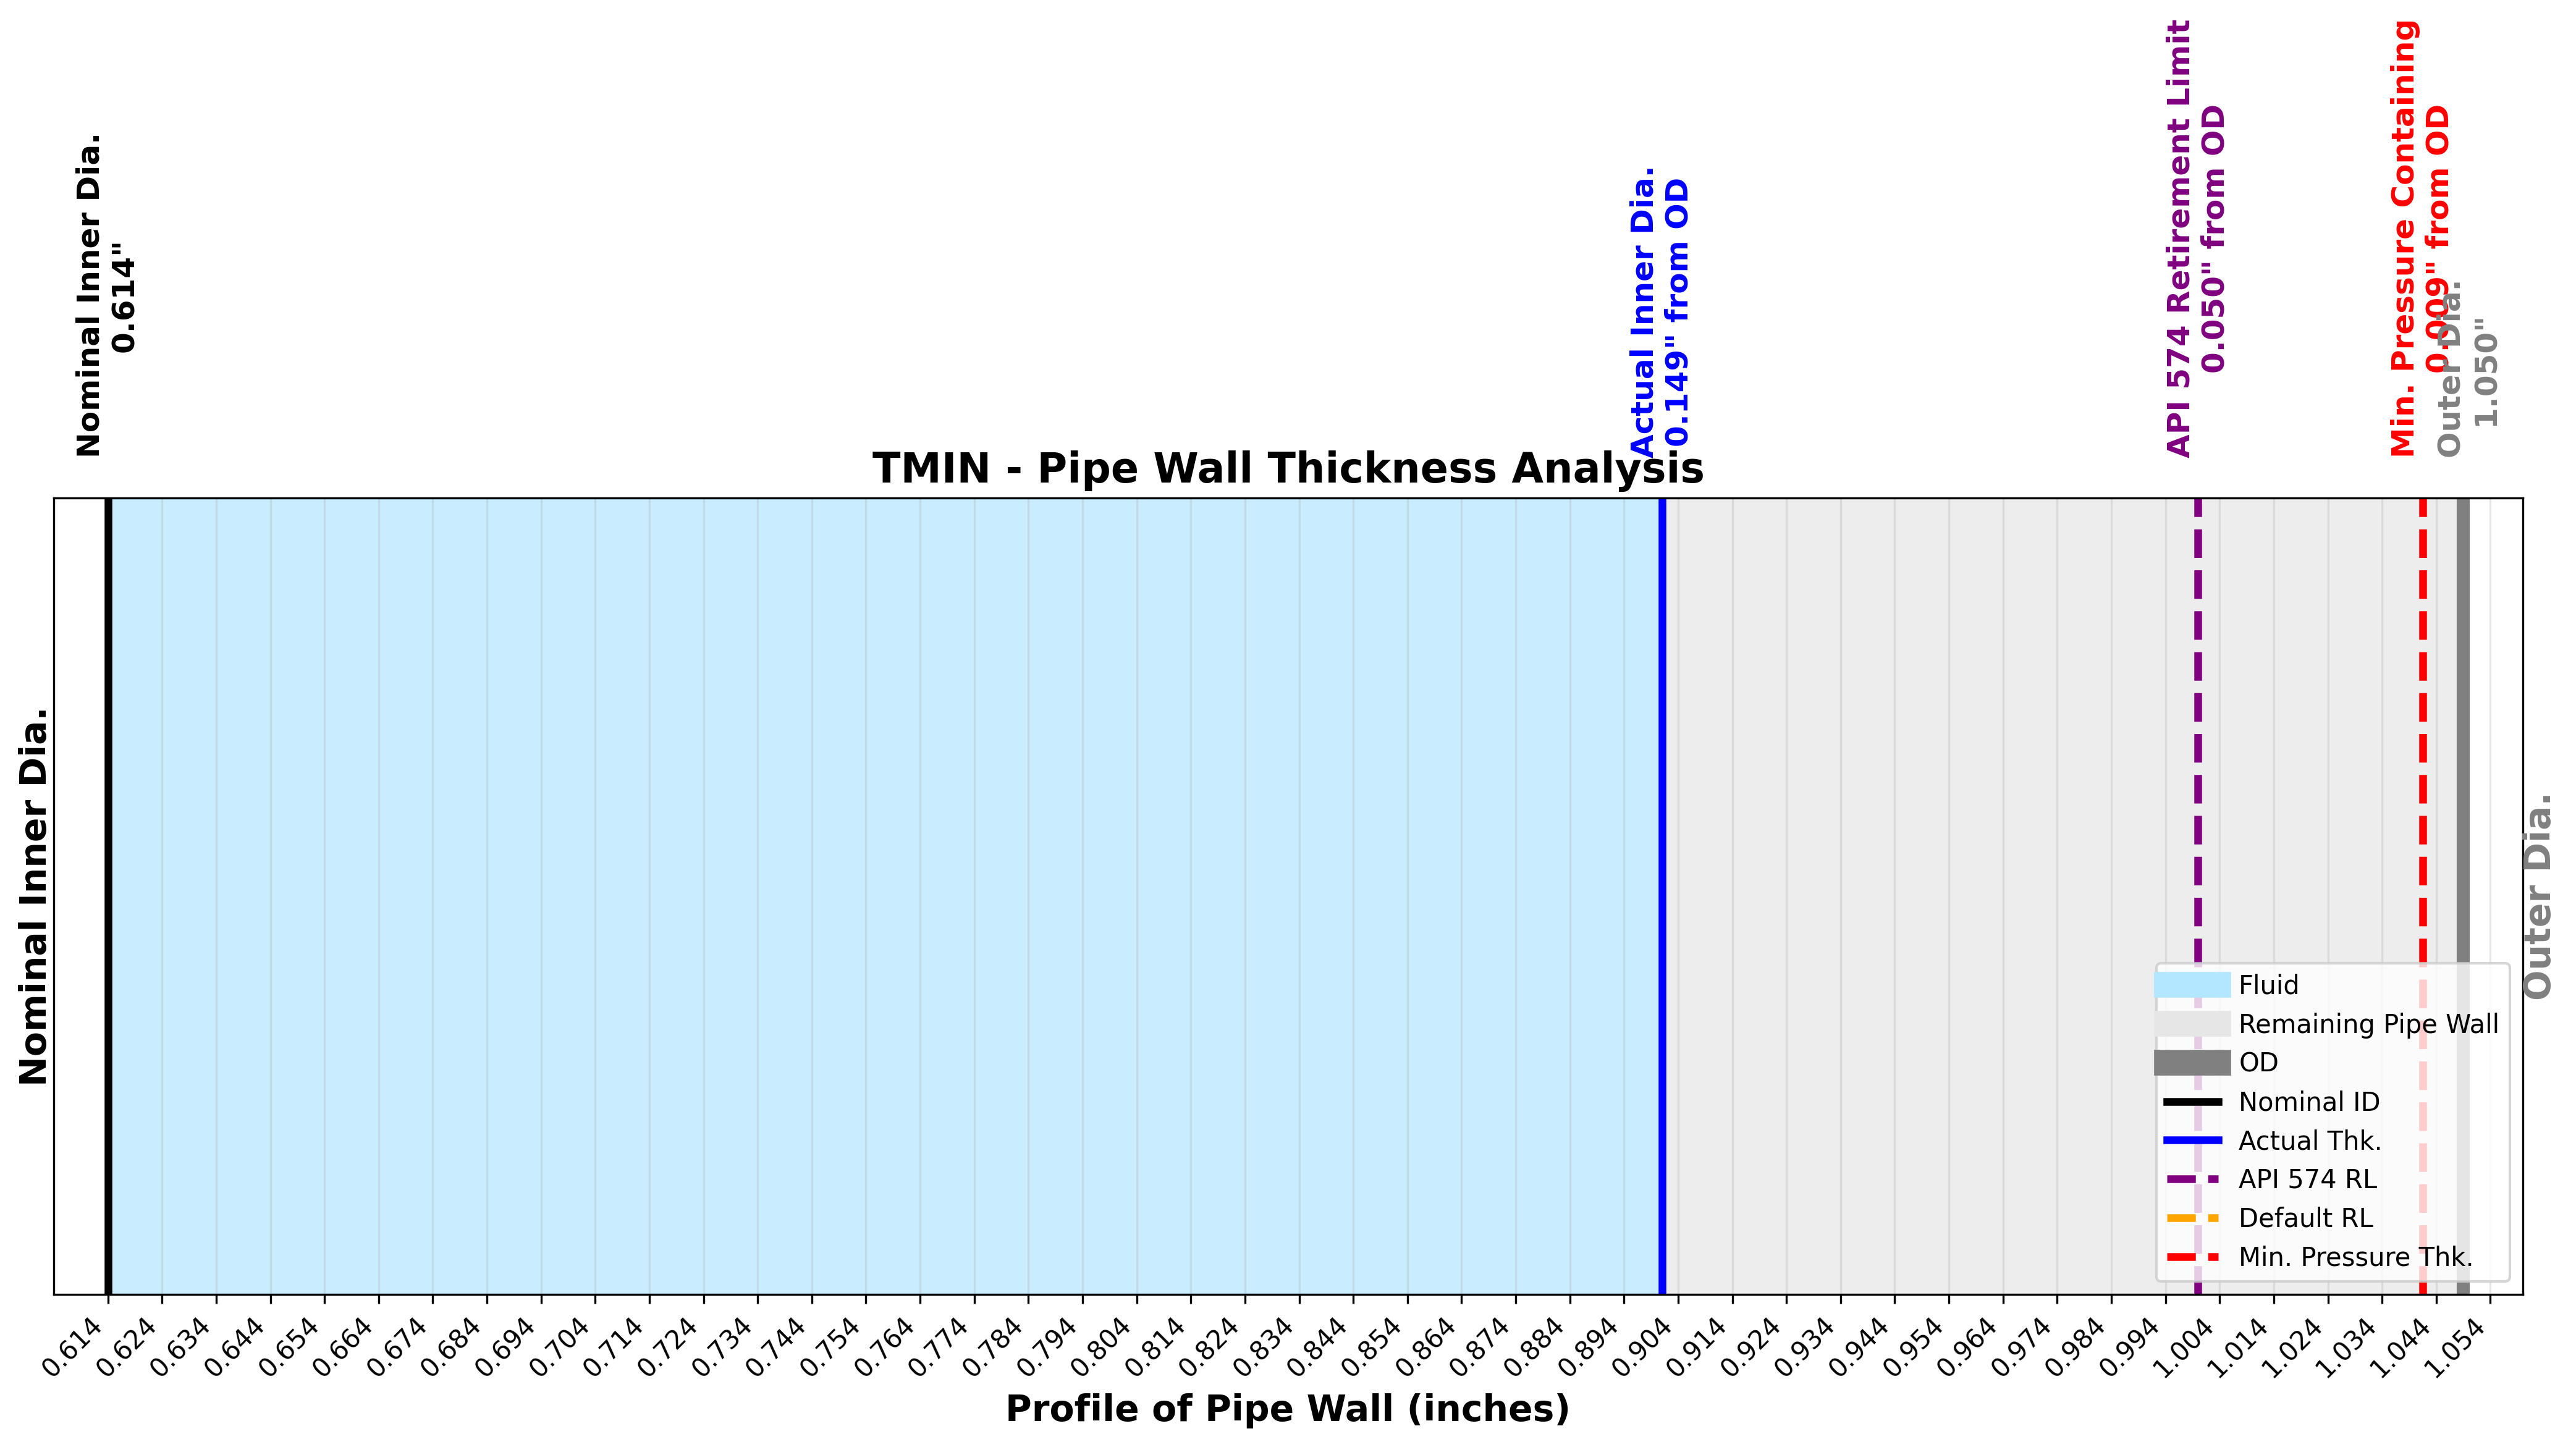 Nominal Inner Dia.
0.614"
Actual Inner Dia.
0.149" from OD
API 574 Retirement Limit
0.050" from OD
Min. Pressure Containing
0.009" from OD
Outer Dia.
1.050"
TMIN - Pipe Wall Thickness Analysis
Nominal Inner Dia.
Outer Dia.
Fluid
Remaining Pipe Wall
OD
Nominal ID
Actual Thk.
API 574 RL
Default RL
Min. Pressure Thk.
0.614 0.624 0.634 0.644 0.654 0.664 0.674 0.684 0.694 0.704 0.714 0.724 0.734 0.744 0.754 0.764 0.774 0.784 0.794 0.804 0.814 0.824 0.834 0.844 0.854 0.864 0.874 0.884 0.894 0.904 0.914 0.924 0.934 0.944 0.954 0.964 0.974 0.984 0.994 1.004 1.014 1.024 1.034 1.044 1.054
Profile of Pipe Wall (inches)